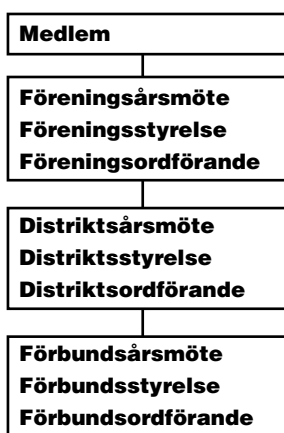 Medlem
Föreningsårsmöte
Föreningsstyrelse
Föreningsordförande
Distriktsårsmöte
Distriktsstyrelse
Distriktsordförande
Förbundsårsmöte
Förbundsstyrelse
Förbundsordförande